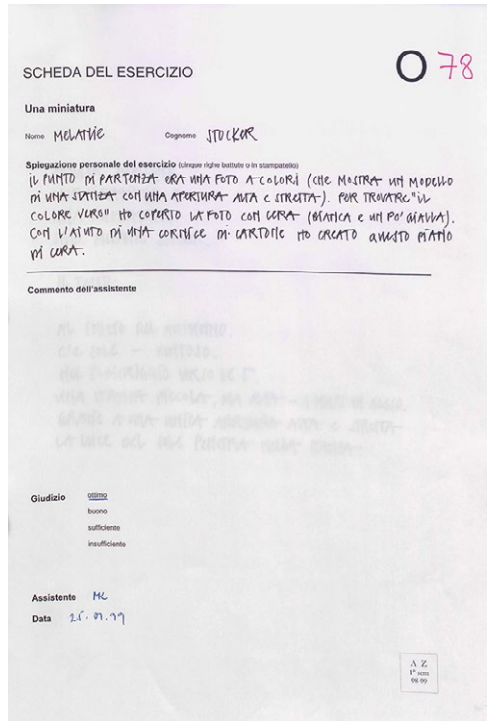 SCHEDA DEL ESERCIZIO
O 78
Una miniatura
Nome MELANIE Cognome STOCKER
Spiegazione personale del esercizio (cinque righe battute o in stampatello)
IL PUNTO DI PARTENZA ERA UNA FOTO A COLORI (CHE MOSTRA UN MODELLO
DI UNA STANZA CON UNA APERTURA ALTA E STRETTA). PER TROVARE "IL
COLORE VERO" HO COPERTO LA FOTO CON CERA (BIANCA E UN PO' GIALLA).
CON L'AIUTO DI UNA CORNICE DI CARTONE HO CREATO QUESTO PIANO
DI CERA.
Commento dell'assistente
Giudizio ottimo
buono
sufficiente
insufficiente
Assistente
Data 25.01.99
A Z
1° sem
98 99